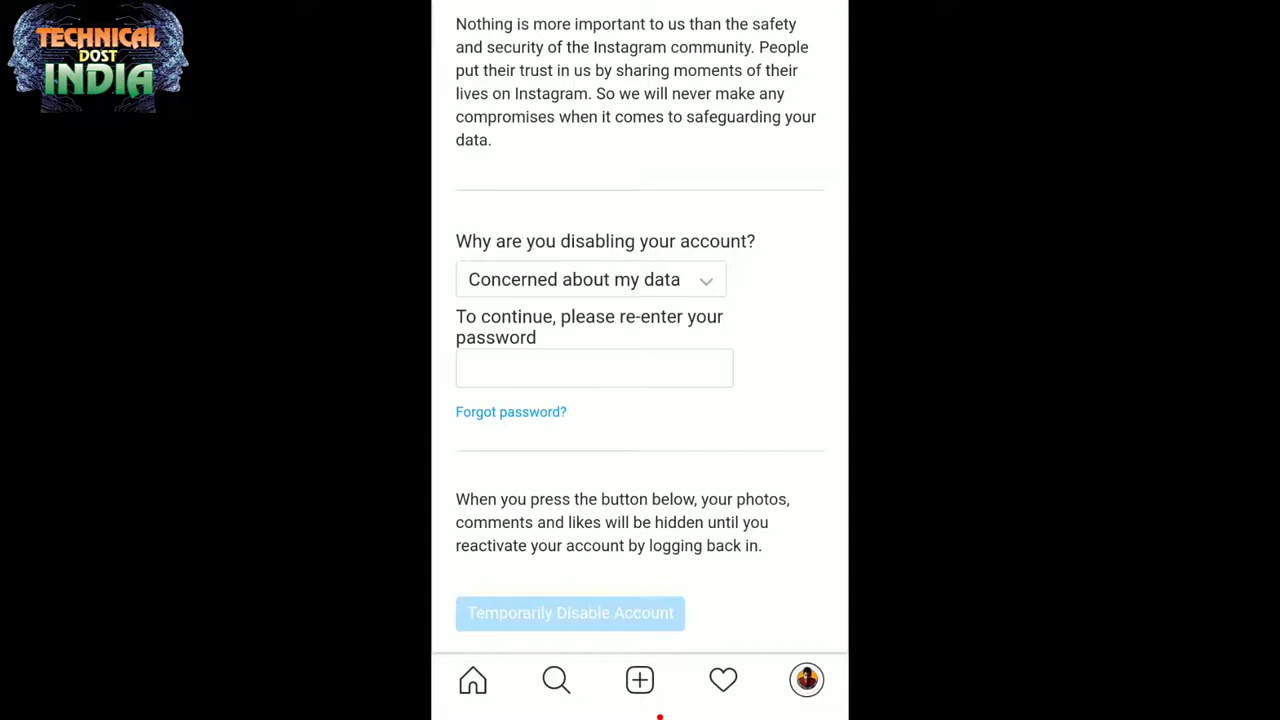 TECHNICAL
DOST
INDIA
Nothing is more important to us than the safety
and security of the Instagram community. People
put their trust in us by sharing moments of their
lives on Instagram. So we will never make any
compromises when it comes to safeguarding your
data.
Why are you disabling your account?
Concerned about my data
To continue, please re-enter your
password
Forgot password?
When you press the button below, your photos,
comments and likes will be hidden until you
reactivate your account by logging back in.
Temporarily Disable Account